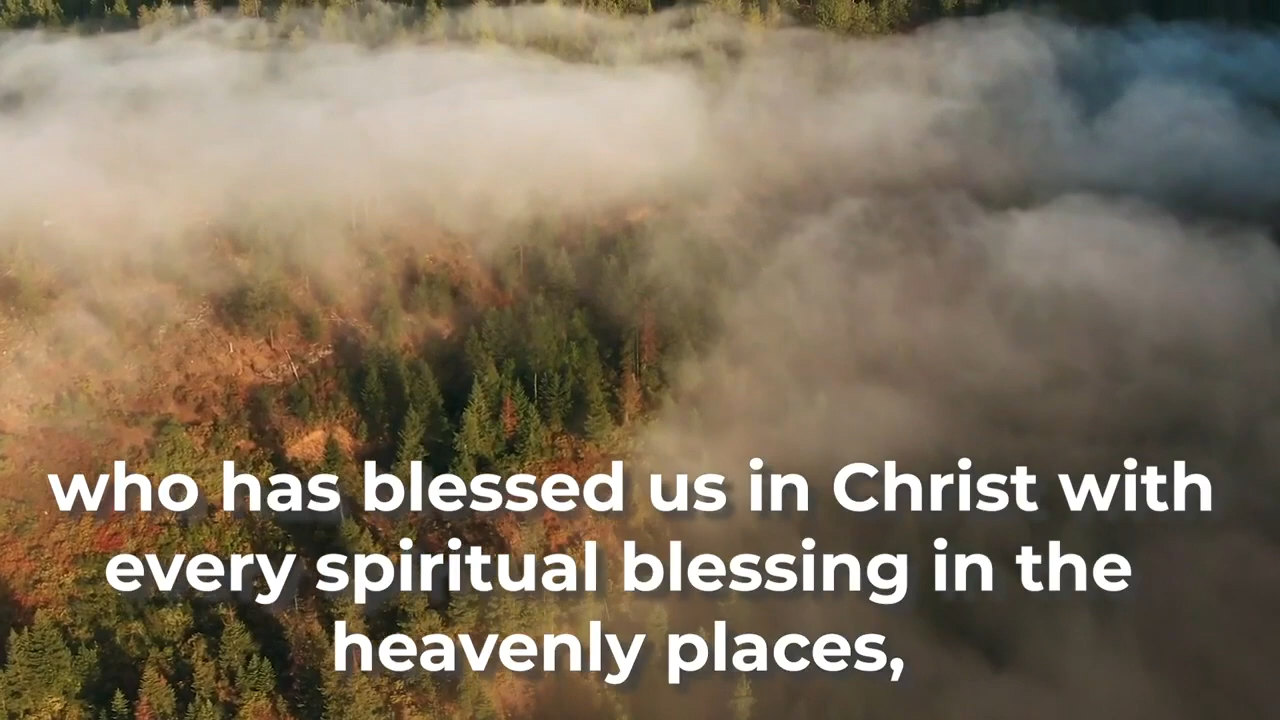 who has blessed us in Christ with
every spiritual blessing in the
heavenly places,